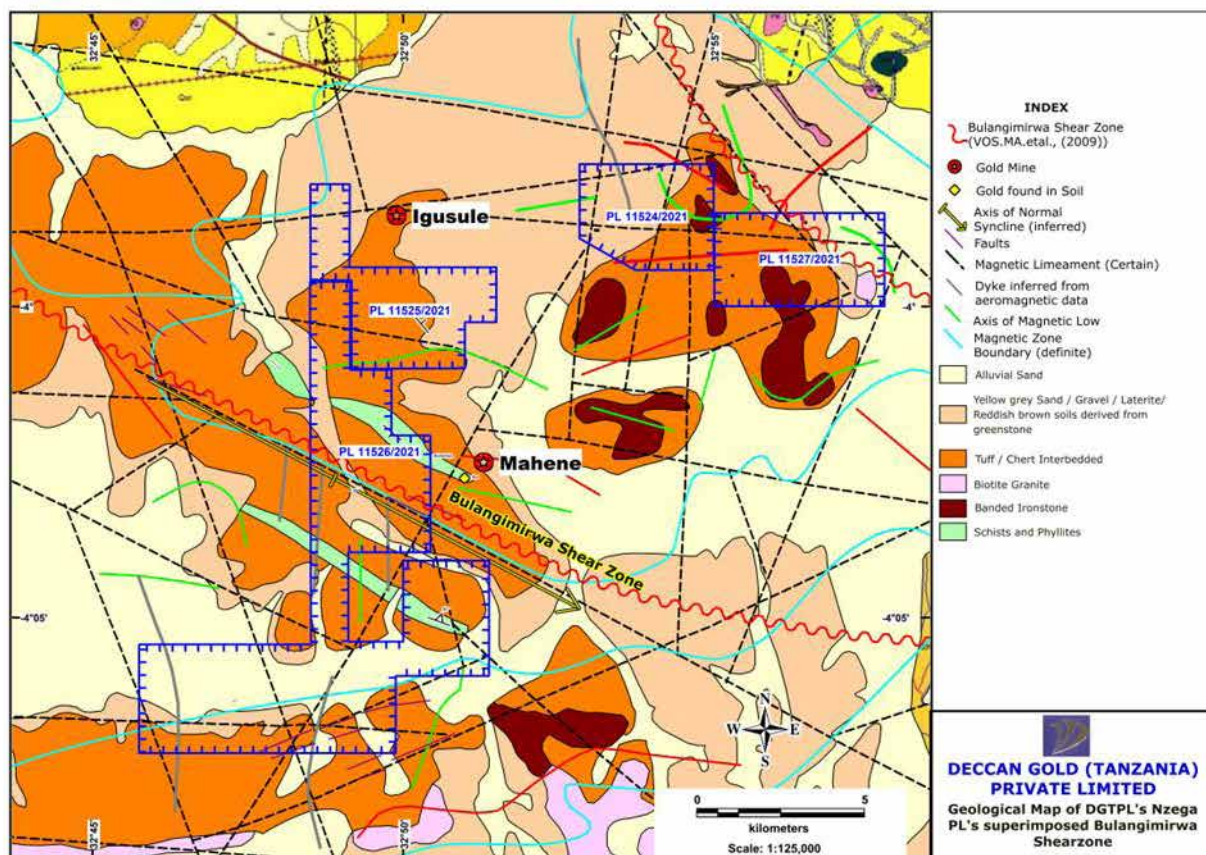 32°45'
32°50'
32°55'
Igusule
PL 11524/2021
PL 11527/2021
-4°
-4°
PL 11525/2021
PL 11526/2021
Mahene
Bulangimirwa Shear Zone
-4°05'
-4°05'
32°45'
32°50'
N
W E
S
0 5
kilometers
Scale: 1:125,000
INDEX
Bulangimirwa Shear Zone
(VOS.MA.etal., (2009))
Gold Mine
Gold found in Soil
Axis of Normal
Syncline (inferred)
Faults
Magnetic Limeament (Certain)
Dyke inferred from
aeromagnetic data
Axis of Magnetic Low
Magnetic Zone
Boundary (definite)
Alluvial Sand
Yellow grey Sand / Gravel / Laterite/
Reddish brown soils derived from
greenstone
Tuff / Chert Interbedded
Biotite Granite
Banded Ironstone
Schists and Phyllites
DECCAN GOLD (TANZANIA)
PRIVATE LIMITED
Geological Map of DGTPL's Nzega
PL's superimposed Bulangimirwa
Shearzone